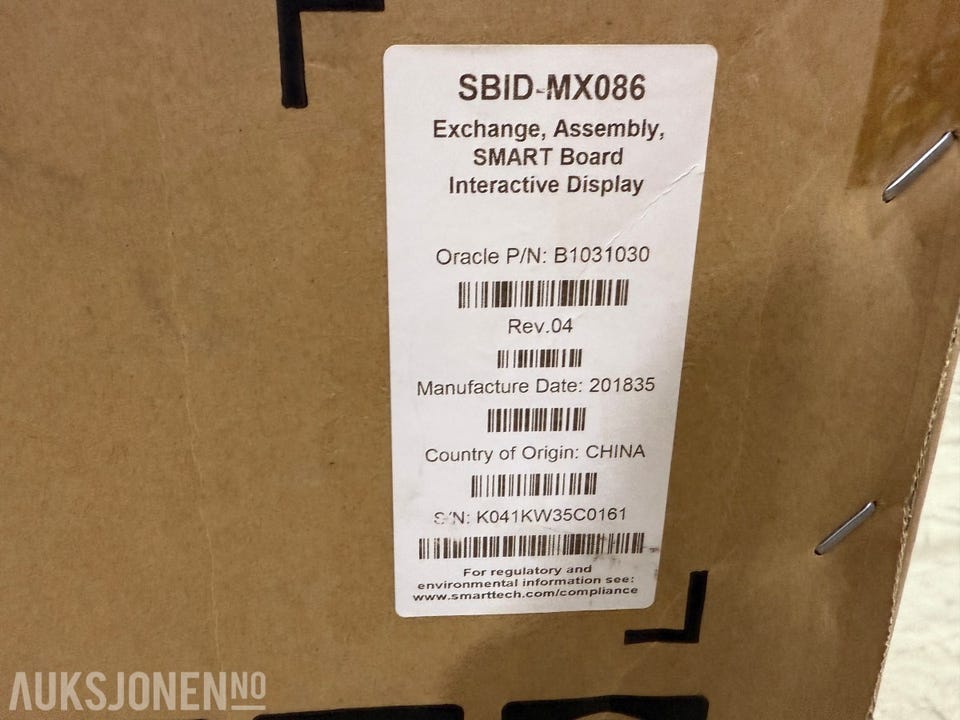 SBID-MX086
Exchange, Assembly,
SMART Board
Interactive Display
Oracle P/N: B1031030
Rev.04
Manufacture Date: 201835
Country of Origin: CHINA
S/N: K041KW35C0161
For regulatory and
environmental information see:
www.smarttech.com/compliance
AUKSJONEN NO